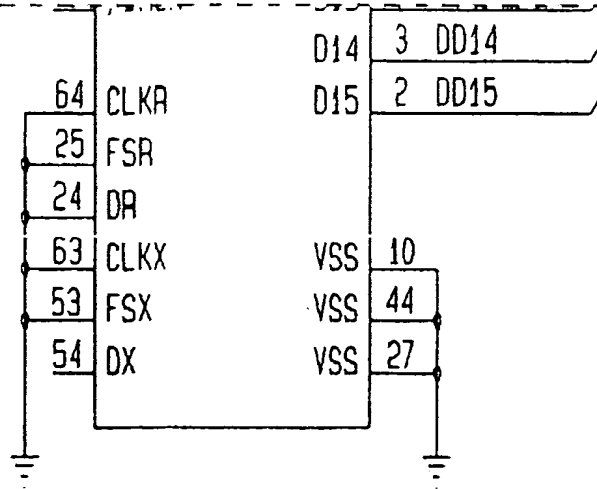 D14 3 DD14
64 CLKR D15 2 DD15
25 FSR
24 DR
63 CLKX VSS 10
53 FSX VSS 44
54 DX VSS 27